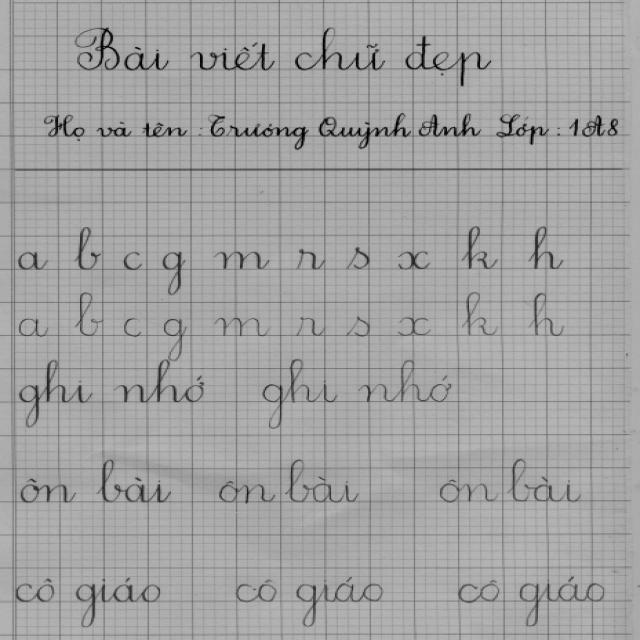 Bài viết chữ đẹp
Họ và tên : Trương Quỳnh Anh Lớp : 1A8
a b c g m r s x k h
a b c g m r s x k h
ghi nhớ ghi nhớ
ôn bài ôn bài ôn bài
cô giáo cô giáo cô giáo